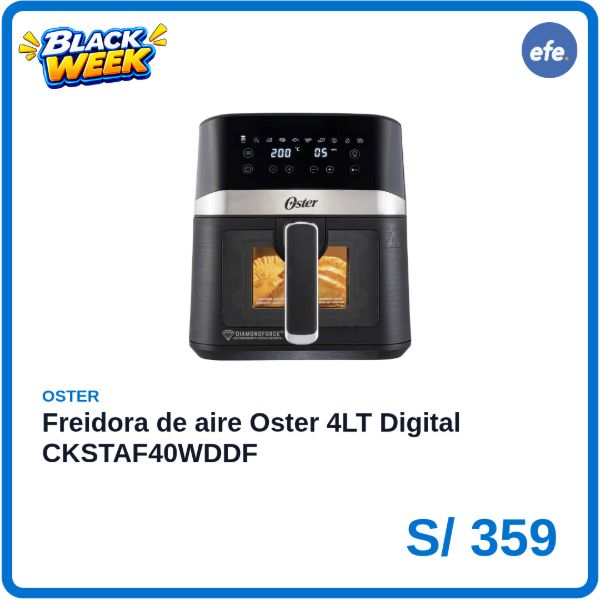 BLACK
WEEK
efe.
200 °C 05
Oster
DIAMONDFORCE
OSTER
Freidora de aire Oster 4LT Digital
CKSTAF40WDDF
S/ 359